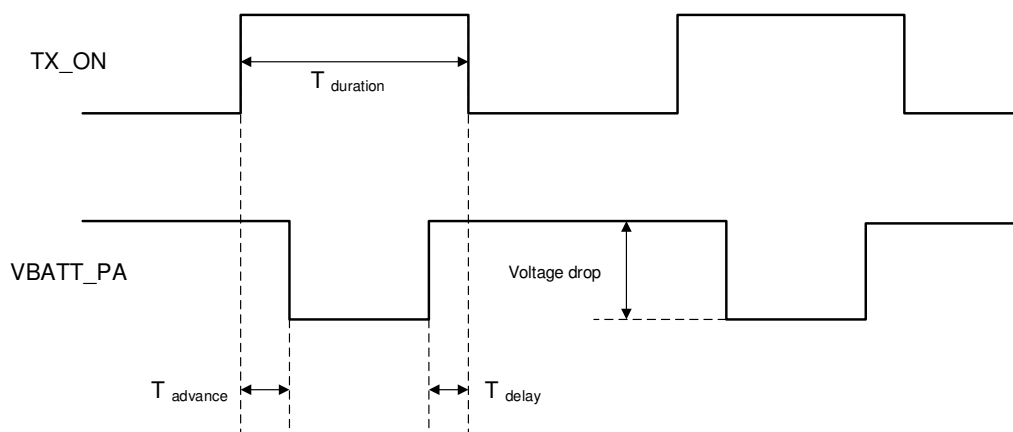 TX_ON
T duration
VBATT_PA
Voltage drop
T advance
T delay